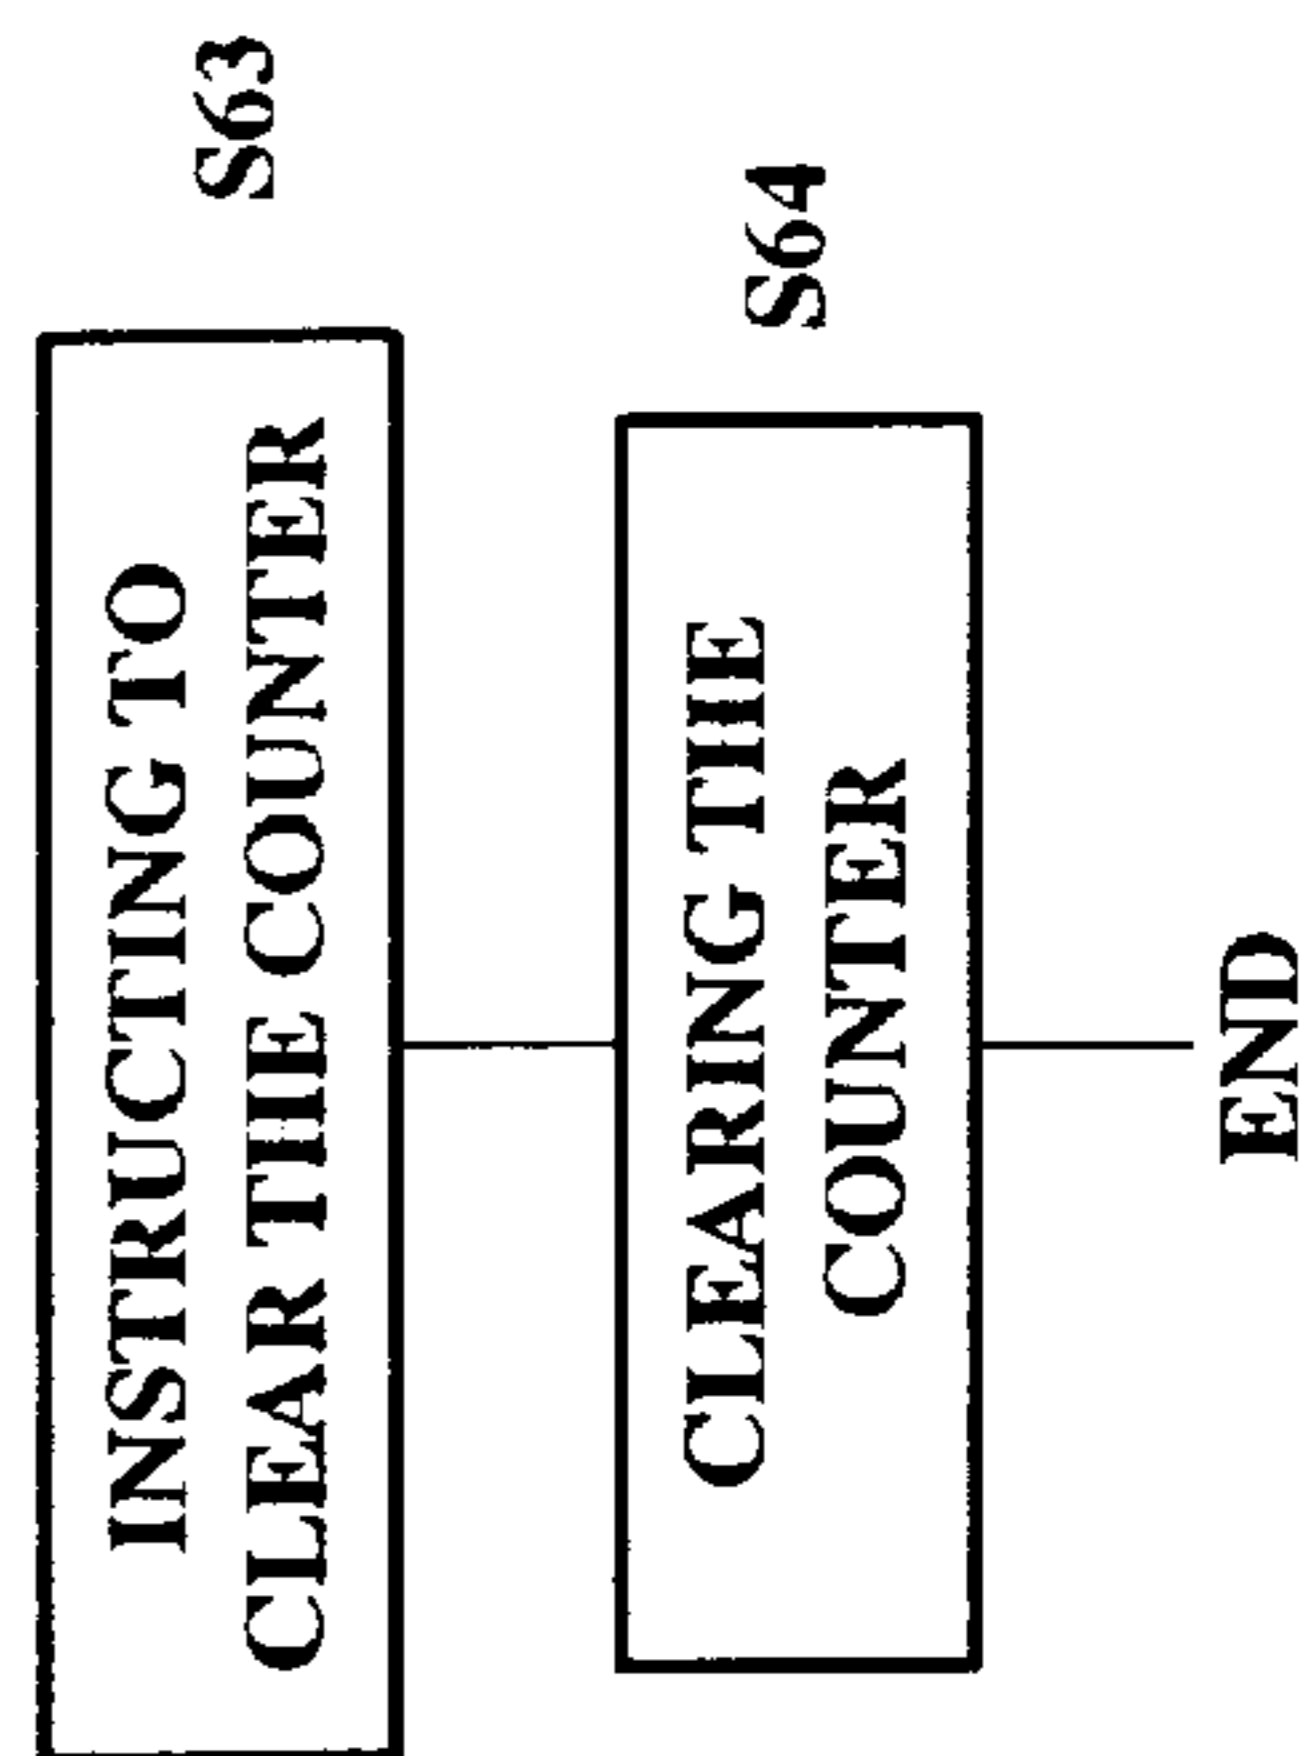 INSTRUCTING TO
CLEAR THE COUNTER
S63
CLEARING THE
COUNTER
S64
END